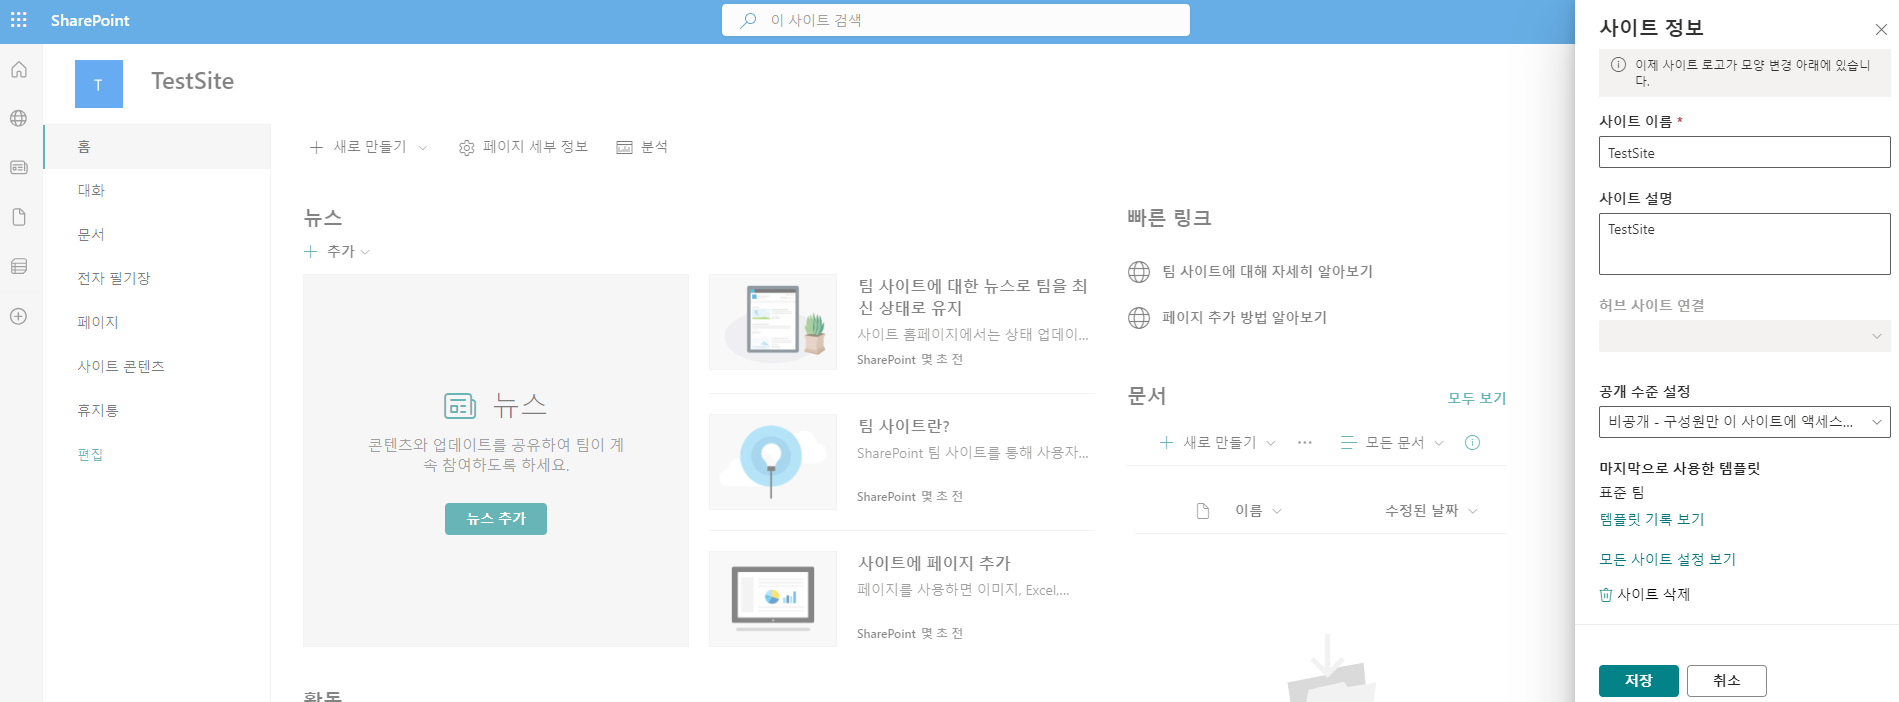 SharePoint
이 사이트 검색
T
TestSite
홈
대화
문서
전자 필기장
페이지
사이트 콘텐츠
휴지통
편집
새로 만들기
페이지 세부 정보
분석
뉴스
추가
뉴스
콘텐츠와 업데이트를 공유하여 팀이 계
속 참여하도록 하세요.
뉴스 추가
팀 사이트에 대한 뉴스로 팀을 최
신 상태로 유지
사이트 홈페이지에서는 상태 업데이...
SharePoint 몇 초 전
팀 사이트란?
SharePoint 팀 사이트를 통해 사용자...
SharePoint 몇 초 전
사이트에 페이지 추가
페이지를 사용하면 이미지, Excel,...
SharePoint 몇 초 전
활동
빠른 링크
팀 사이트에 대해 자세히 알아보기
페이지 추가 방법 알아보기
문서
모두 보기
새로 만들기
모든 문서
이름
수정된 날짜
사이트 정보
이제 사이트 로고가 모양 변경 아래에 있습니
다.
사이트 이름 *
TestSite
사이트 설명
TestSite
허브 사이트 연결
공개 수준 설정
비공개 - 구성원만 이 사이트에 액세스...
마지막으로 사용한 템플릿
표준 팀
템플릿 기록 보기
모든 사이트 설정 보기
사이트 삭제
저장
취소